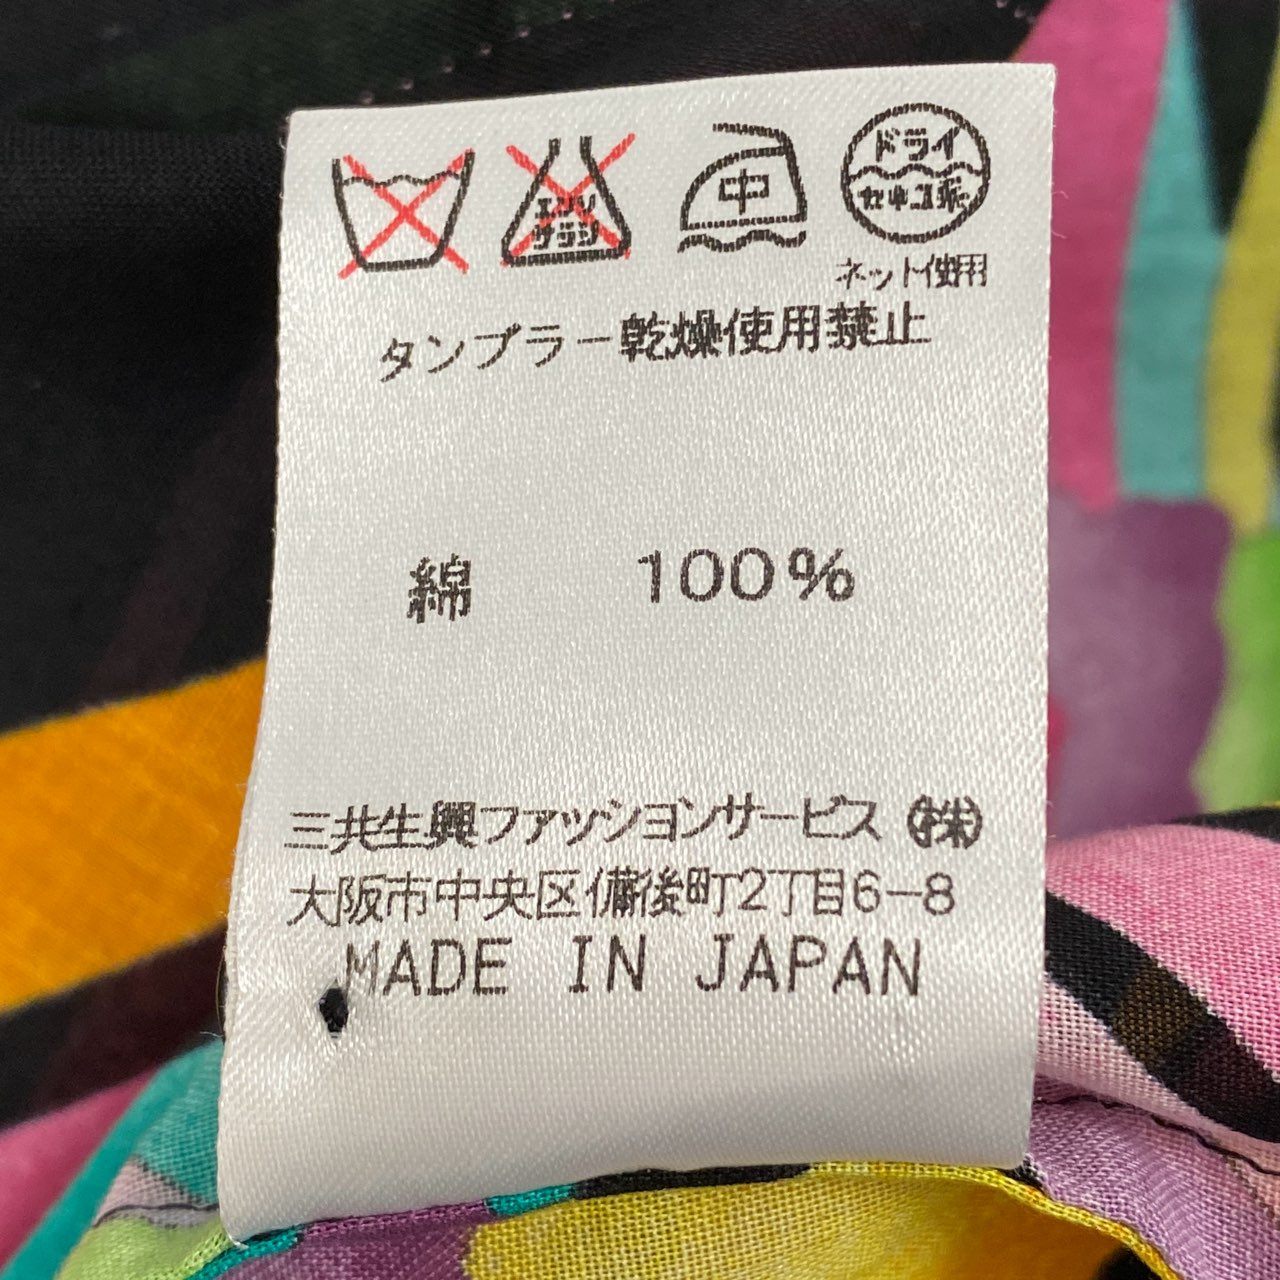 エンソ
サラシ
中
ドライ
セキユ系
ネット使用
タンブラー乾燥使用禁止
綿 100%
三共生興ファッションサービス ㈱
大阪市中央区備後町2丁目6-8
MADE IN JAPAN